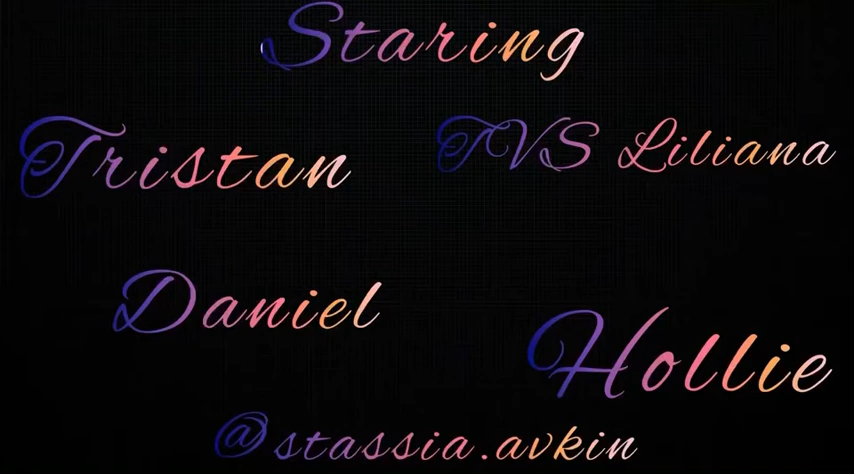 Staring
Tristan
TVS Liliana
Daniel
Hollie
@stassia.avkin